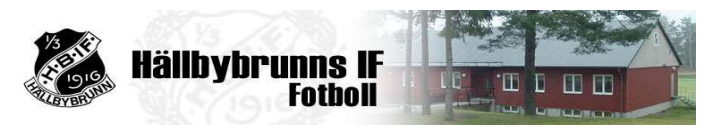 1/3
H.B.I.F.
1916
HÄLLBYBRUNN
Hällbybrunns IF
Fotboll